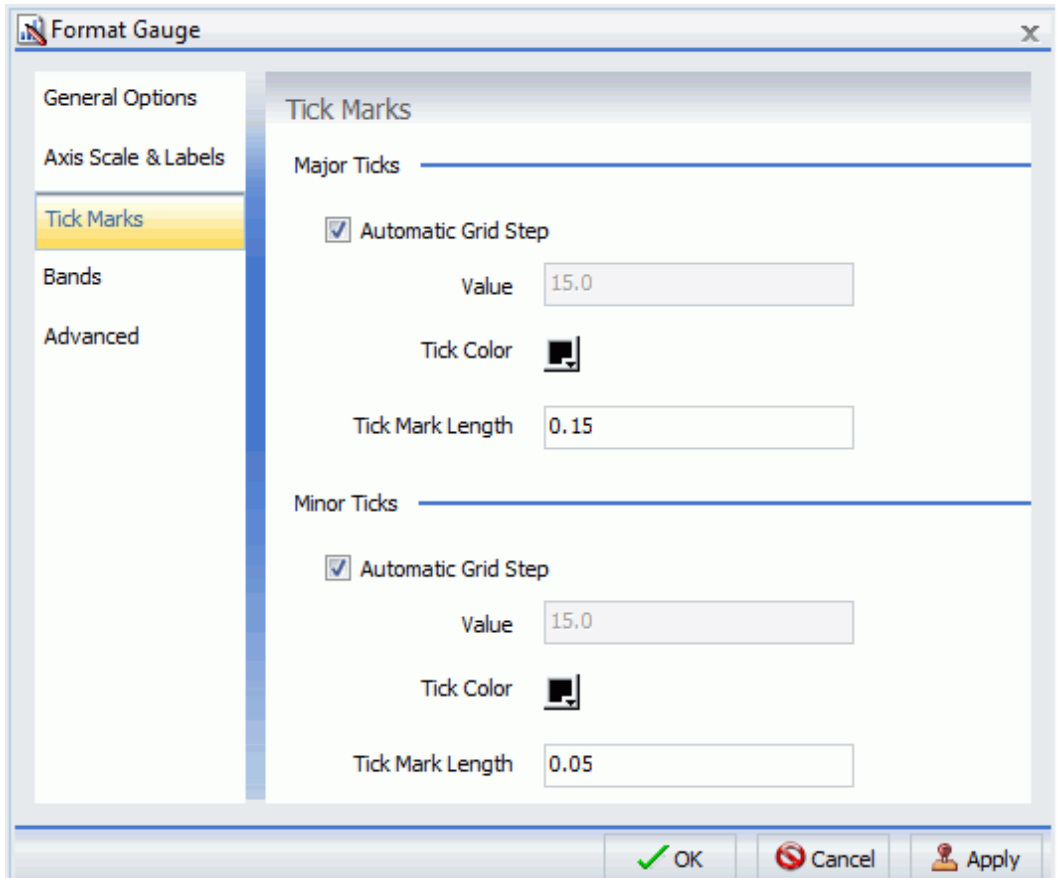 Format Gauge
x
General Options
Axis Scale & Labels
Tick Marks
Bands
Advanced
Tick Marks
Major Ticks
Automatic Grid Step
Value 15.0
Tick Color
Tick Mark Length 0.15
Minor Ticks
Automatic Grid Step
Value 15.0
Tick Color
Tick Mark Length 0.05
OK Cancel Apply